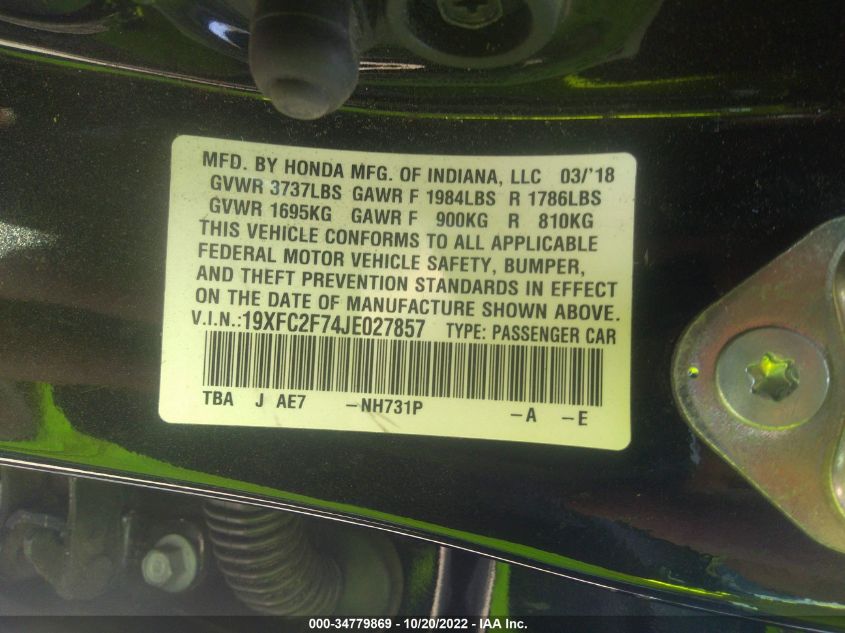 MFD. BY HONDA MFG. OF INDIANA, LLC 03/'18
GVWR 3737LBS GAWR F 1984LBS R 1786LBS
GVWR 1695KG GAWR F 900KG R 810KG
THIS VEHICLE CONFORMS TO ALL APPLICABLE
FEDERAL MOTOR VEHICLE SAFETY, BUMPER,
AND THEFT PREVENTION STANDARDS IN EFFECT
ON THE DATE OF MANUFACTURE SHOWN ABOVE.
V.I.N.:19XFC2F74JE027857 TYPE: PASSENGER CAR
TBA J AE7 –NH731P –A –E
000-34779869 - 10/20/2022 - IAA Inc.